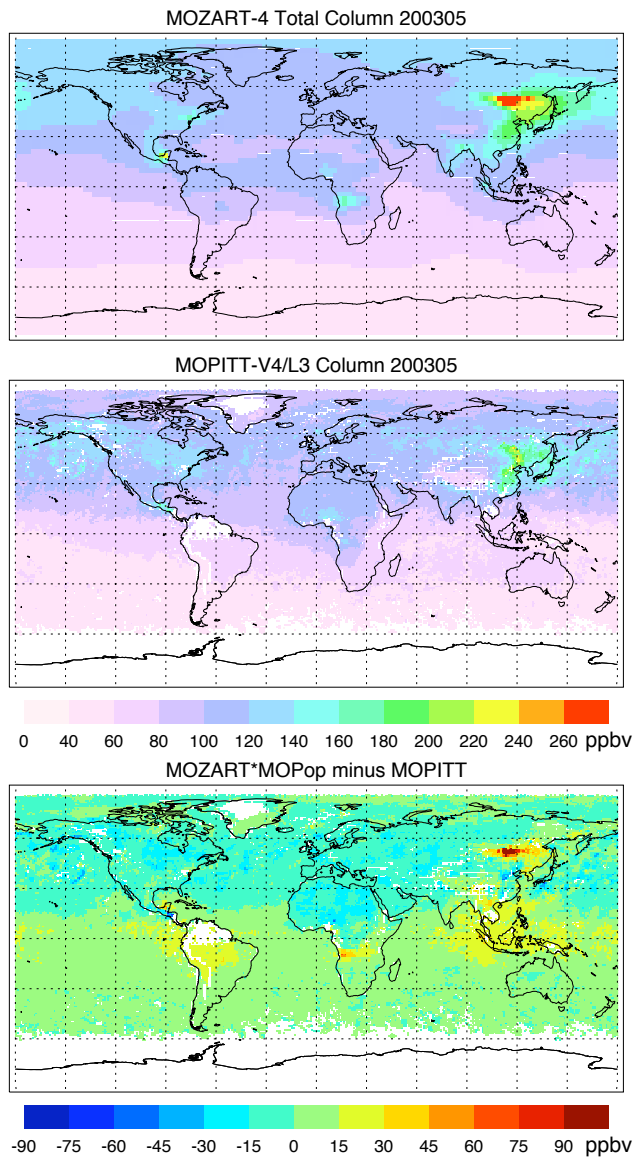 MOZART-4 Total Column 200305
MOPITT-V4/L3 Column 200305
0 40 60 80 100 120 140 160 180 200 220 240 260 ppbv
MOZART*MOPop minus MOPITT
-90 -75 -60 -45 -30 -15 0 15 30 45 60 75 90 ppbv